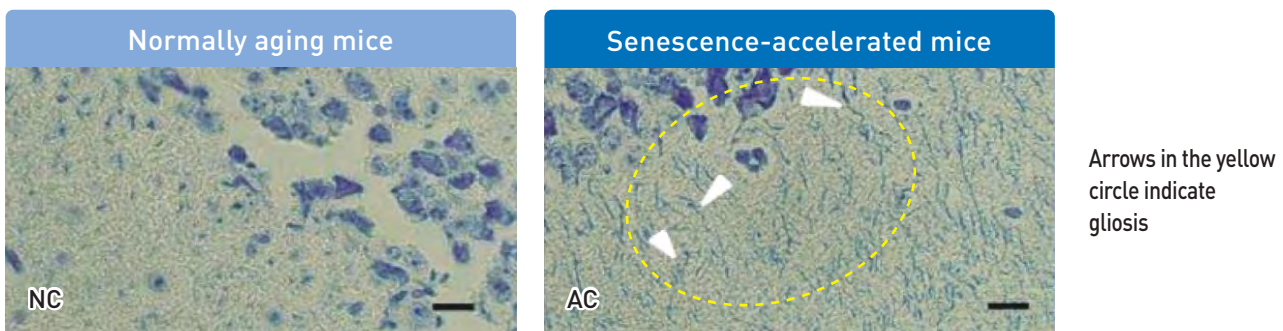 Normally aging mice
Senescence-accelerated mice
NC
AC
Arrows in the yellow
circle indicate
gliosis